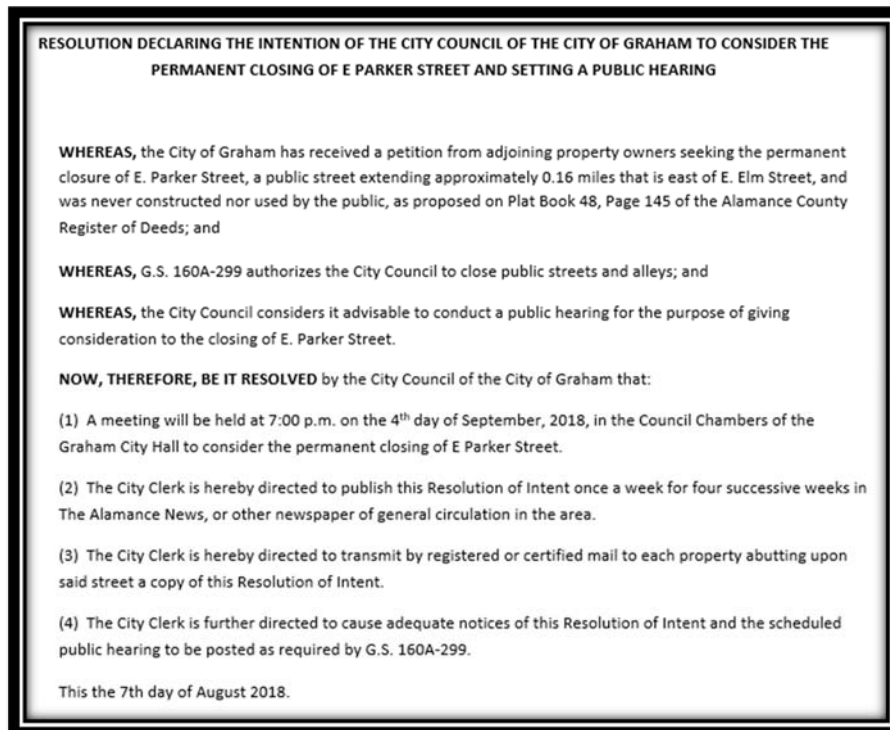 RESOLUTION DECLARING THE INTENTION OF THE CITY COUNCIL OF THE CITY OF GRAHAM TO CONSIDER THE
PERMANENT CLOSING OF E PARKER STREET AND SETTING A PUBLIC HEARING
WHEREAS, the City of Graham has received a petition from adjoining property owners seeking the permanent
closure of E. Parker Street, a public street extending approximately 0.16 miles that is east of E. Elm Street, and
was never constructed nor used by the public, as proposed on Plat Book 48, Page 145 of the Alamance County
Register of Deeds; and
WHEREAS, G.S. 160A-299 authorizes the City Council to close public streets and alleys; and
WHEREAS, the City Council considers it advisable to conduct a public hearing for the purpose of giving
consideration to the closing of E. Parker Street.
NOW, THEREFORE, BE IT RESOLVED by the City Council of the City of Graham that:
(1) A meeting will be held at 7:00 p.m. on the 4th day of September, 2018, in the Council Chambers of the
Graham City Hall to consider the permanent closing of E Parker Street.
(2) The City Clerk is hereby directed to publish this Resolution of Intent once a week for four successive weeks in
The Alamance News, or other newspaper of general circulation in the area.
(3) The City Clerk is hereby directed to transmit by registered or certified mail to each property abutting upon
said street a copy of this Resolution of Intent.
(4) The City Clerk is further directed to cause adequate notices of this Resolution of Intent and the scheduled
public hearing to be posted as required by G.S. 160A-299.
This the 7th day of August 2018.